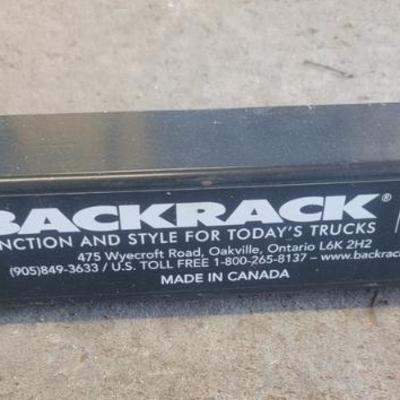 BACKRACK®
NCTION AND STYLE FOR TODAY'S TRUCKS
475 Wyecroft Road, Oakville, Ontario L6K 2H2
(905)849-3633 / U.S. TOLL FREE 1-800-265-8137 – www.backrac
MADE IN CANADA